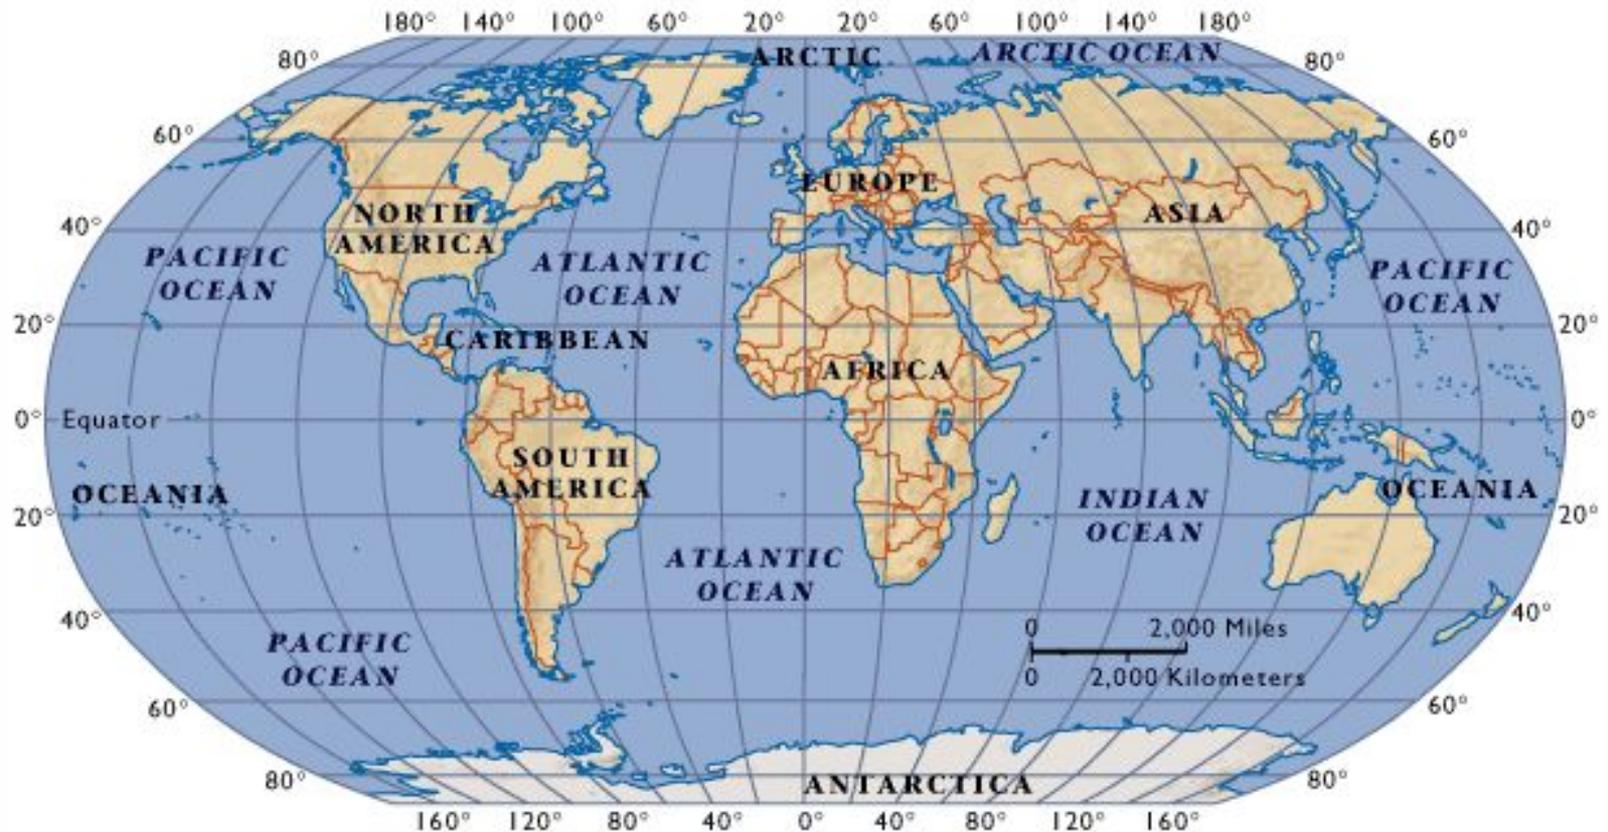 180° 140° 100° 60° 20° 20° 60° 100° 140° 180°
80° ARCTIC ARCTIC OCEAN 80°
60° 60°
EUROPE
NORTH ASIA
40° AMERICA 40°
PACIFIC
OCEAN
ATLANTIC
OCEAN
PACIFIC
OCEAN
20° CARIBBEAN 20°
AFRICA
0° Equator 0°
SOUTH
AMERICA
OCEANIA
OCEANIA
INDIAN
OCEAN
20° 20°
ATLANTIC
OCEAN
40° 40°
0 2,000 Miles
0 2,000 Kilometers
PACIFIC
OCEAN
60° 60°
80° ANTARCTICA 80°
160° 120° 80° 40° 0° 40° 80° 120° 160°